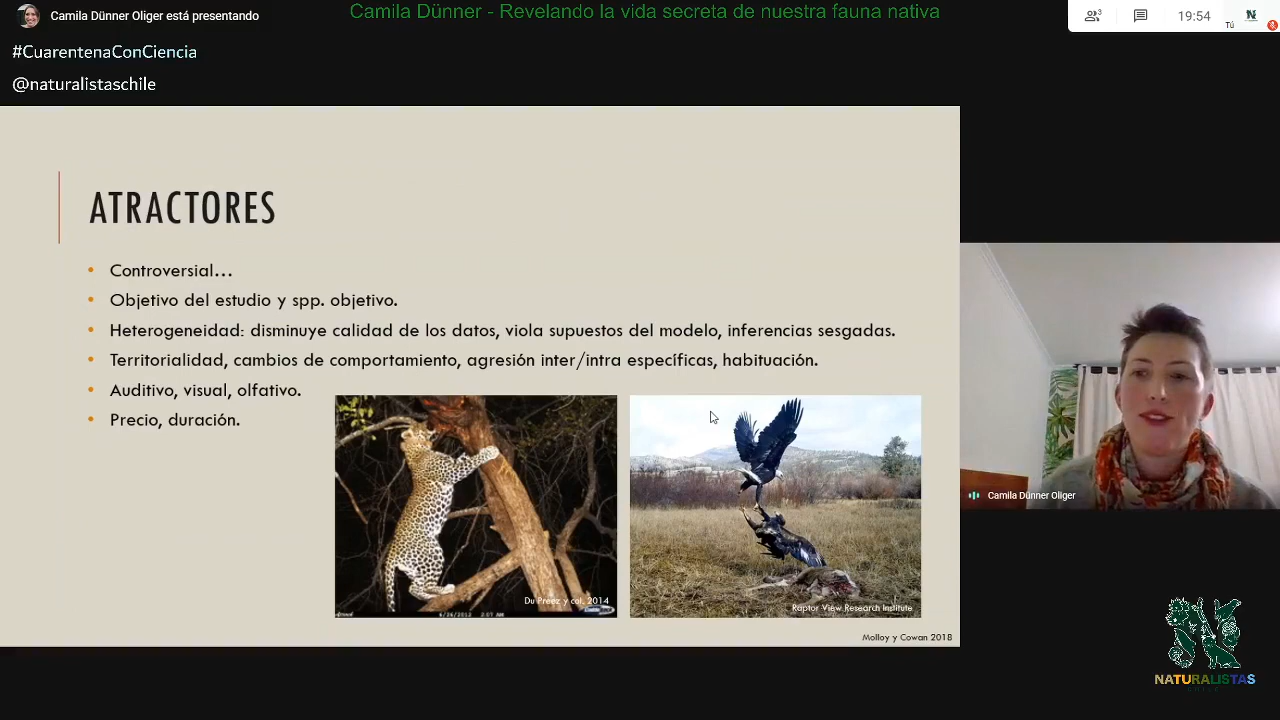 Camila Dünner Oliger está presentando
Camila Dünner - Revelando la vida secreta de nuestra fauna nativa
3
19:54
Tú
#CuarentenaConCiencia
@naturalistaschile
ATRACTORES
• Controversial...
• Objetivo del estudio y spp. objetivo.
• Heterogeneidad: disminuye calidad de los datos, viola supuestos del modelo, inferencias sesgadas.
• Territorialidad, cambios de comportamiento, agresión inter/intra específicas, habituación.
• Auditivo, visual, olfativo.
• Precio, duración.
Camila Dünner Oliger
Du Preez y col. 2014
Raptor View Research Institute
Molloy y Cowan 2018
NATURALISTAS
CHILE